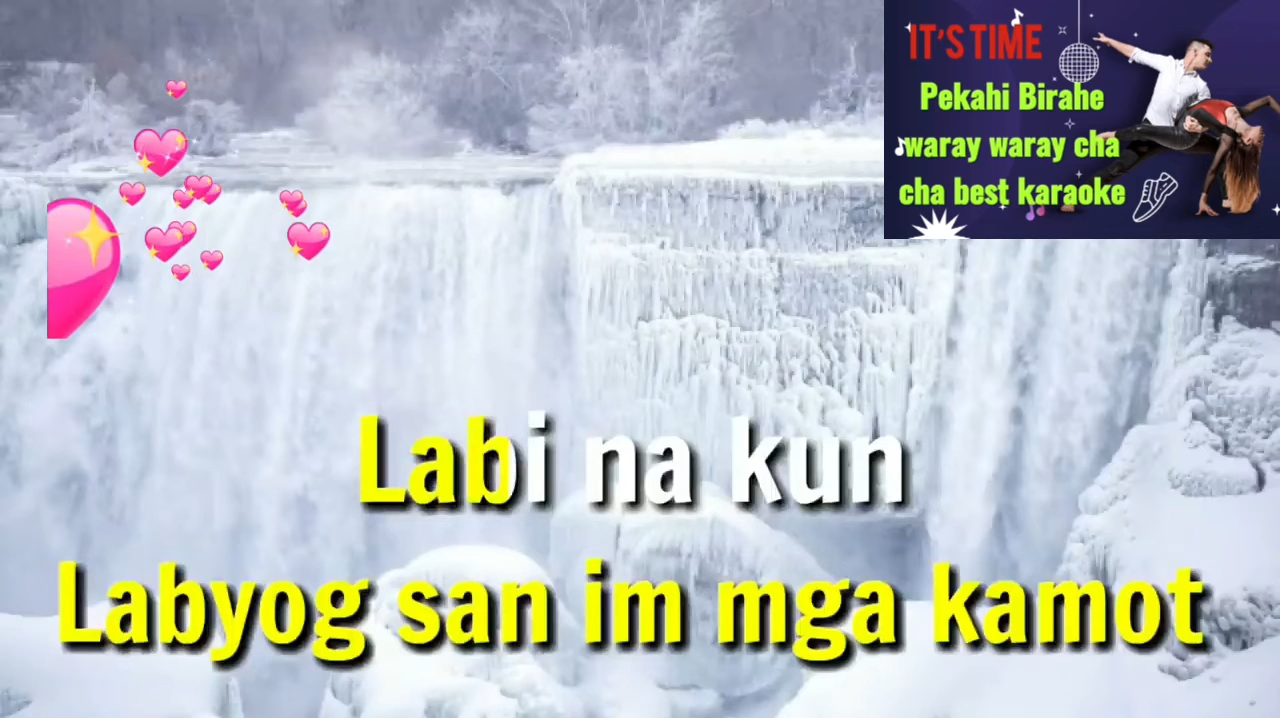 IT'S TIME
Pekahi Birahe
waray waray cha
cha best karaoke
Labi na kun
Labyog san im mga kamot